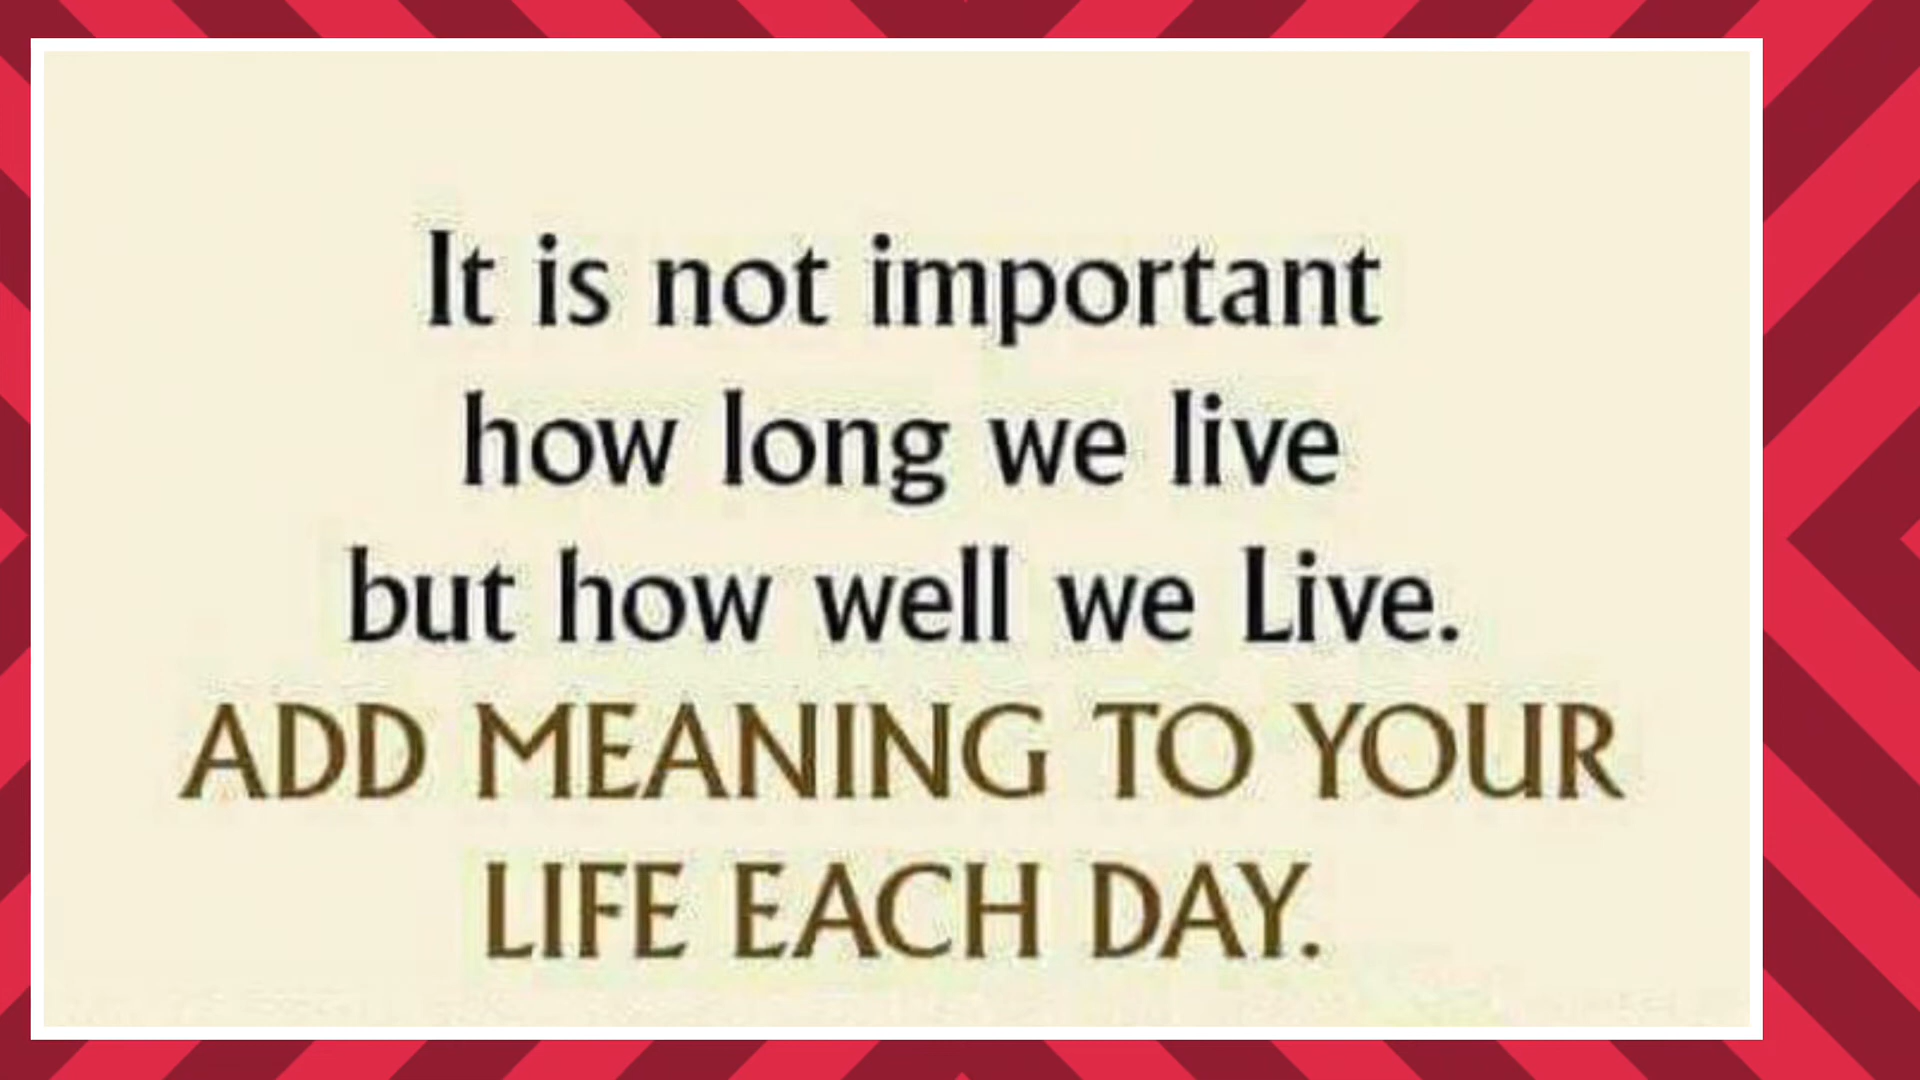 It is not important
how long we live
but how well we Live.
ADD MEANING TO YOUR
LIFE EACH DAY.